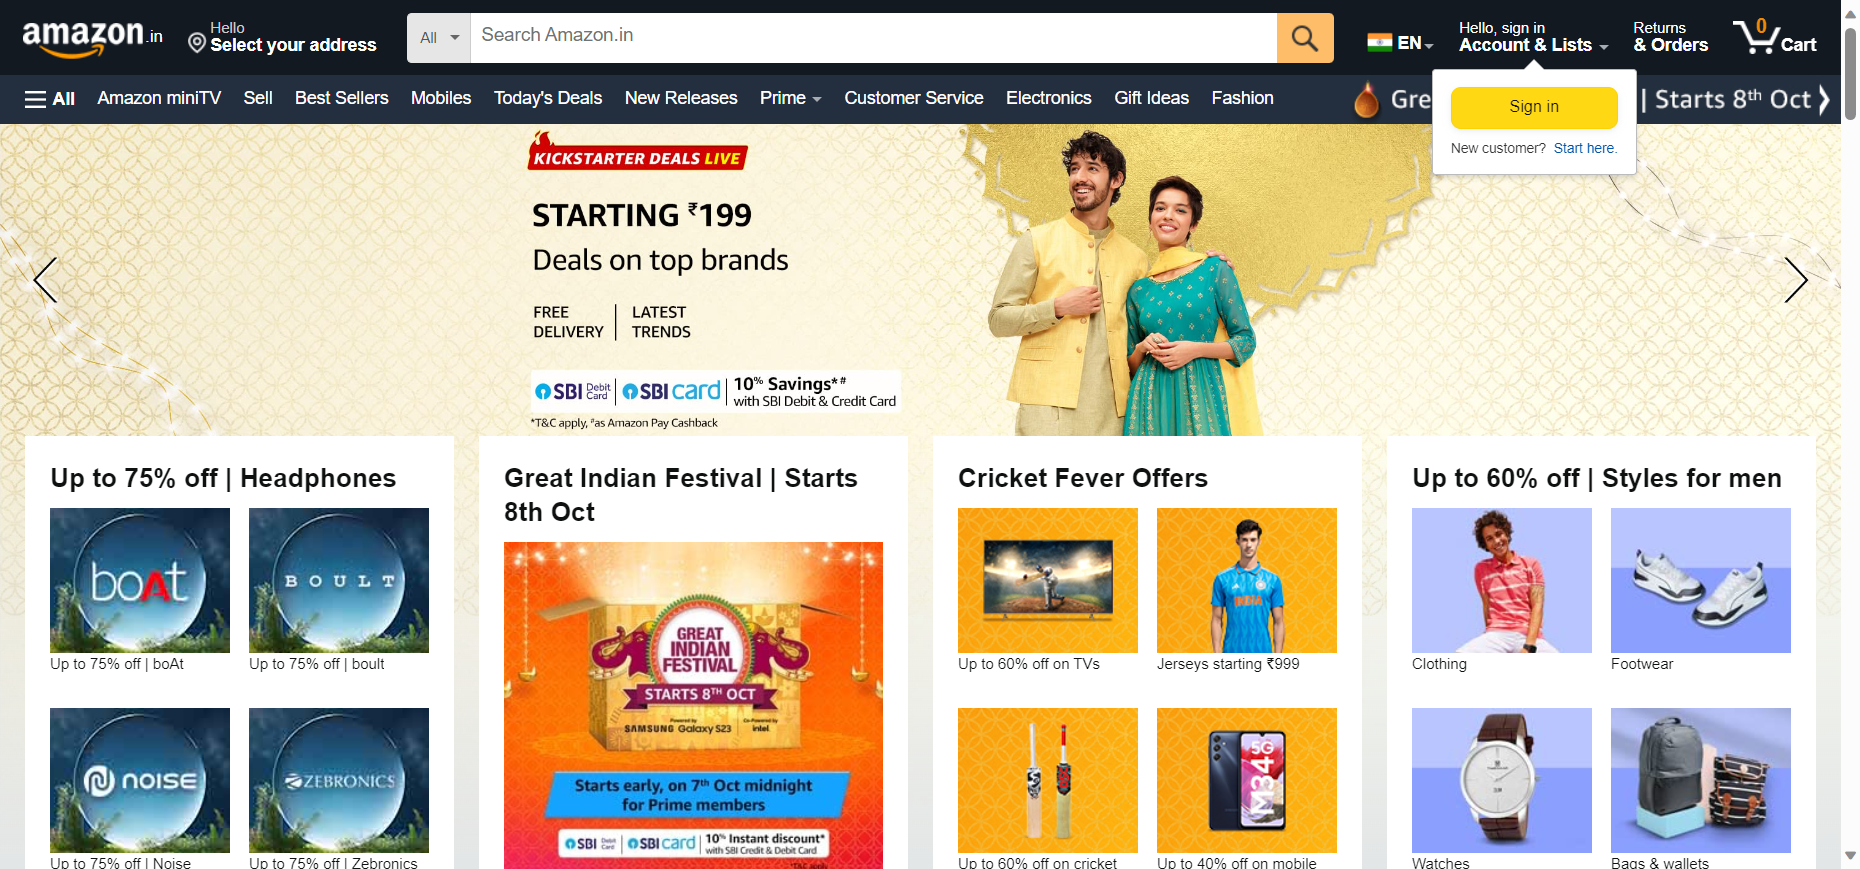 amazon.in
Hello
Select your address
All
Search Amazon.in
EN
Hello, sign in
Account & Lists
Returns
& Orders
0
Cart
All
Amazon miniTV
Sell
Best Sellers
Mobiles
Today's Deals
New Releases
Prime
Customer Service
Electronics
Gift Ideas
Fashion
Gre
| Starts 8th Oct
Sign in
New customer? Start here.
KICKSTARTER DEALS LIVE
STARTING ₹199
Deals on top brands
FREE
DELIVERY
LATEST
TRENDS
SBI Debit Card
SBI card
10% Savings*#
with SBI Debit & Credit Card
*T&C apply, #as Amazon Pay Cashback
Up to 75% off | Headphones
boAt
BOULT
Up to 75% off | boAt
Up to 75% off | boult
noise
ZEBRONICS
Up to 75% off | Noise
Up to 75% off | Zebronics
Great Indian Festival | Starts
8th Oct
GREAT
INDIAN
FESTIVAL
STARTS 8TH OCT
Powered by
SAMSUNG Galaxy S23
Co-Powered by
intel
Starts early, on 7th Oct midnight
for Prime members
SBI Debit Card
SBI card
10% Instant discount*
with SBI Credit & Debit Card
*T&C apply
Cricket Fever Offers
INDIA
Up to 60% off on TVs
Jerseys starting ₹999
5G
M34
Up to 60% off on cricket
Up to 40% off on mobile
Up to 60% off | Styles for men
Clothing
Footwear
Watches
Bags & wallets